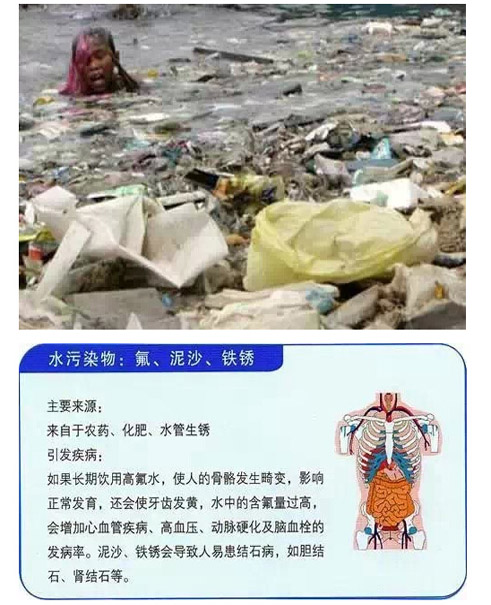 水污染物：氟、泥沙、铁锈
主要来源：
来自于农药、化肥、水管生锈
引发疾病：
如果长期饮用高氟水，使人的骨骼发生畸变，影响
正常发育，还会使牙齿发黄，水中的含氟量过高，
会增加心血管疾病、高血压、动脉硬化及脑血栓的
发病率。泥沙、铁锈会导致人易患结石病，如胆结
石、肾结石等。